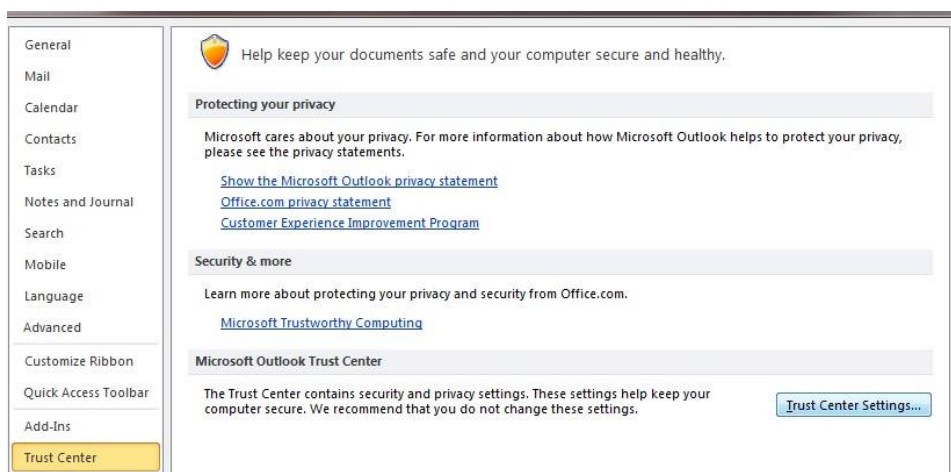 General
Mail
Calendar
Contacts
Tasks
Notes and Journal
Search
Mobile
Language
Advanced
Customize Ribbon
Quick Access Toolbar
Add-Ins
Trust Center
Help keep your documents safe and your computer secure and healthy.
Protecting your privacy
Microsoft cares about your privacy. For more information about how Microsoft Outlook helps to protect your privacy,
please see the privacy statements.
Show the Microsoft Outlook privacy statement
Office.com privacy statement
Customer Experience Improvement Program
Security & more
Learn more about protecting your privacy and security from Office.com.
Microsoft Trustworthy Computing
Microsoft Outlook Trust Center
The Trust Center contains security and privacy settings. These settings help keep your
computer secure. We recommend that you do not change these settings.
Trust Center Settings...